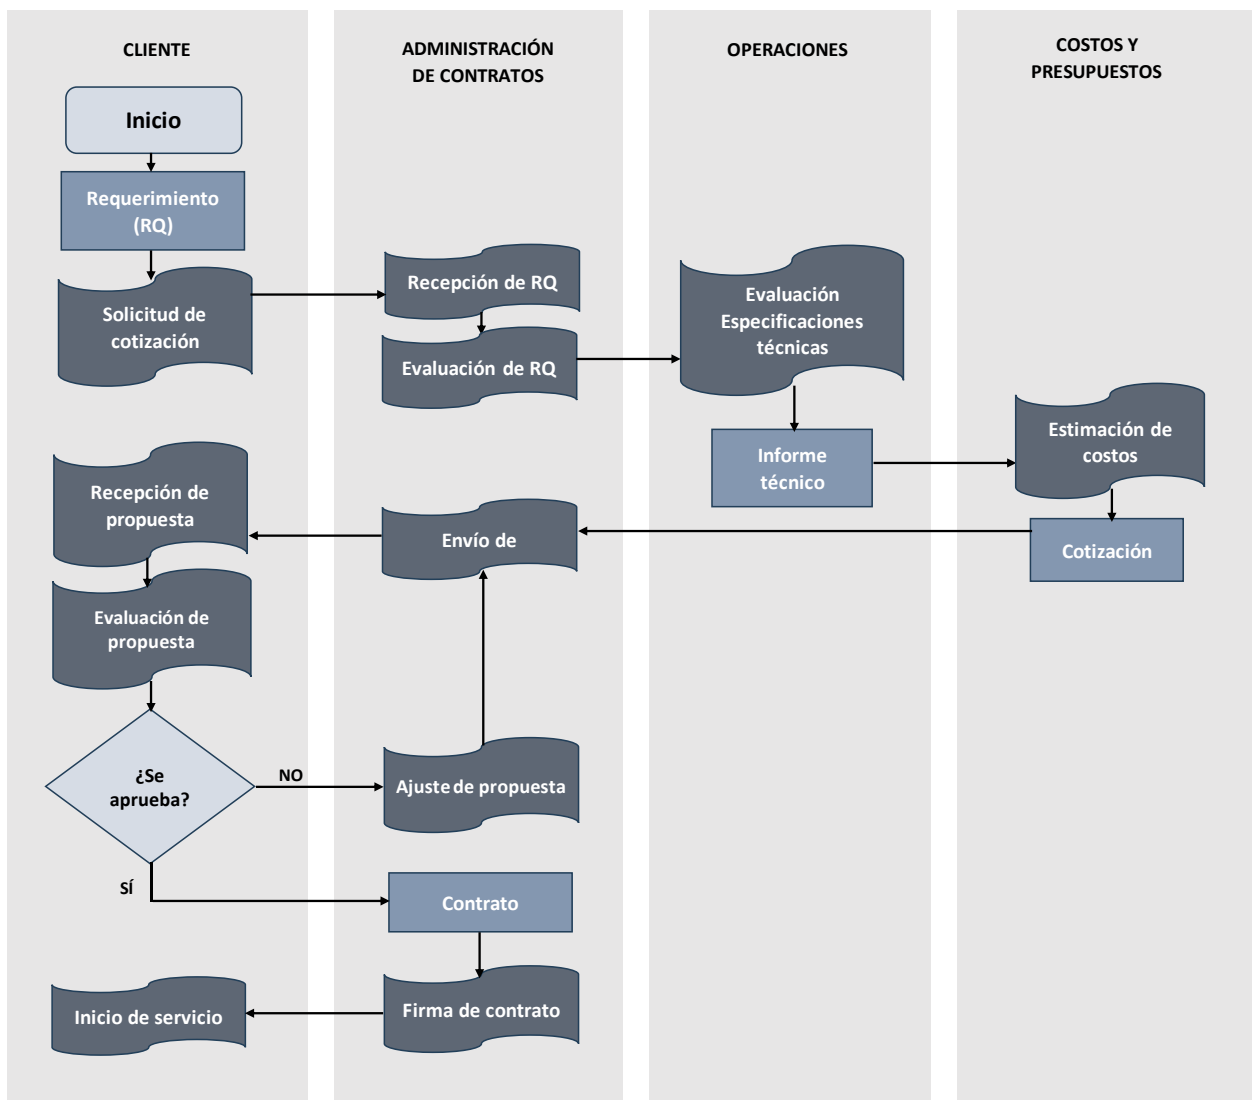 CLIENTE
ADMINISTRACIÓN
DE CONTRATOS
OPERACIONES
COSTOS Y
PRESUPUESTOS
Inicio
Requerimiento
(RQ)
Solicitud de
cotización
Recepción de RQ
Evaluación de RQ
Evaluación
Especificaciones
técnicas
Informe
técnico
Estimación de
costos
Cotización
Envío de
Recepción de
propuesta
Evaluación de
propuesta
¿Se
aprueba?
NO
Ajuste de propuesta
SÍ
Contrato
Firma de contrato
Inicio de servicio